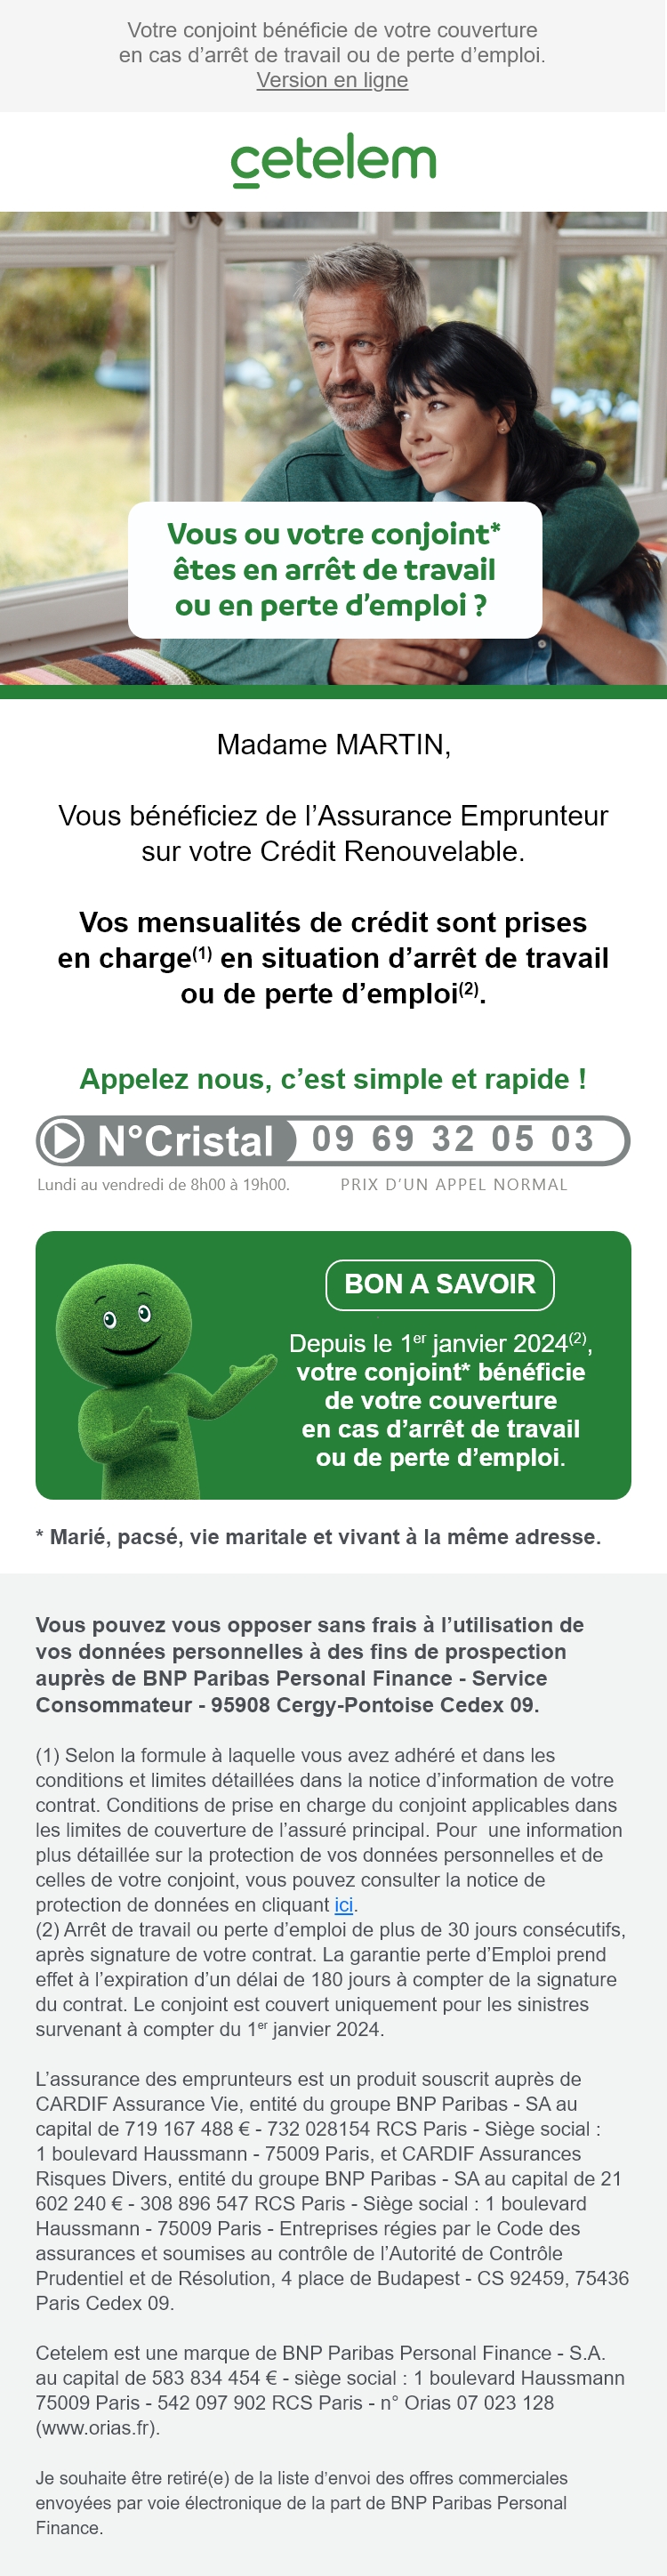 Votre conjoint bénéficie de votre couverture
en cas d’arrêt de travail ou de perte d’emploi.
Version en ligne
cetelem
Vous ou votre conjoint*
êtes en arrêt de travail
ou en perte d’emploi ?
Madame MARTIN,
Vous bénéficiez de l’Assurance Emprunteur
sur votre Crédit Renouvelable.
Vos mensualités de crédit sont prises
en charge(1) en situation d’arrêt de travail
ou de perte d’emploi(2).
Appelez nous, c’est simple et rapide !
N°Cristal 09 69 32 05 03
Lundi au vendredi de 8h00 à 19h00. PRIX D’UN APPEL NORMAL
BON A SAVOIR
Depuis le 1er janvier 2024(2),
votre conjoint* bénéficie
de votre couverture
en cas d’arrêt de travail
ou de perte d’emploi.
* Marié, pacsé, vie maritale et vivant à la même adresse.
Vous pouvez vous opposer sans frais à l’utilisation de
vos données personnelles à des fins de prospection
auprès de BNP Paribas Personal Finance - Service
Consommateur - 95908 Cergy-Pontoise Cedex 09.
(1) Selon la formule à laquelle vous avez adhéré et dans les
conditions et limites détaillées dans la notice d’information de votre
contrat. Conditions de prise en charge du conjoint applicables dans
les limites de couverture de l’assuré principal. Pour une information
plus détaillée sur la protection de vos données personnelles et de
celles de votre conjoint, vous pouvez consulter la notice de
protection de données en cliquant ici.
(2) Arrêt de travail ou perte d’emploi de plus de 30 jours consécutifs,
après signature de votre contrat. La garantie perte d’Emploi prend
effet à l’expiration d’un délai de 180 jours à compter de la signature
du contrat. Le conjoint est couvert uniquement pour les sinistres
survenant à compter du 1er janvier 2024.
L’assurance des emprunteurs est un produit souscrit auprès de
CARDIF Assurance Vie, entité du groupe BNP Paribas - SA au
capital de 719 167 488 € - 732 028154 RCS Paris - Siège social :
1 boulevard Haussmann - 75009 Paris, et CARDIF Assurances
Risques Divers, entité du groupe BNP Paribas - SA au capital de 21
602 240 € - 308 896 547 RCS Paris - Siège social : 1 boulevard
Haussmann - 75009 Paris - Entreprises régies par le Code des
assurances et soumises au contrôle de l’Autorité de Contrôle
Prudentiel et de Résolution, 4 place de Budapest - CS 92459, 75436
Paris Cedex 09.
Cetelem est une marque de BNP Paribas Personal Finance - S.A.
au capital de 583 834 454 € - siège social : 1 boulevard Haussmann
75009 Paris - 542 097 902 RCS Paris - n° Orias 07 023 128
(www.orias.fr).
Je souhaite être retiré(e) de la liste d’envoi des offres commerciales
envoyées par voie électronique de la part de BNP Paribas Personal
Finance.